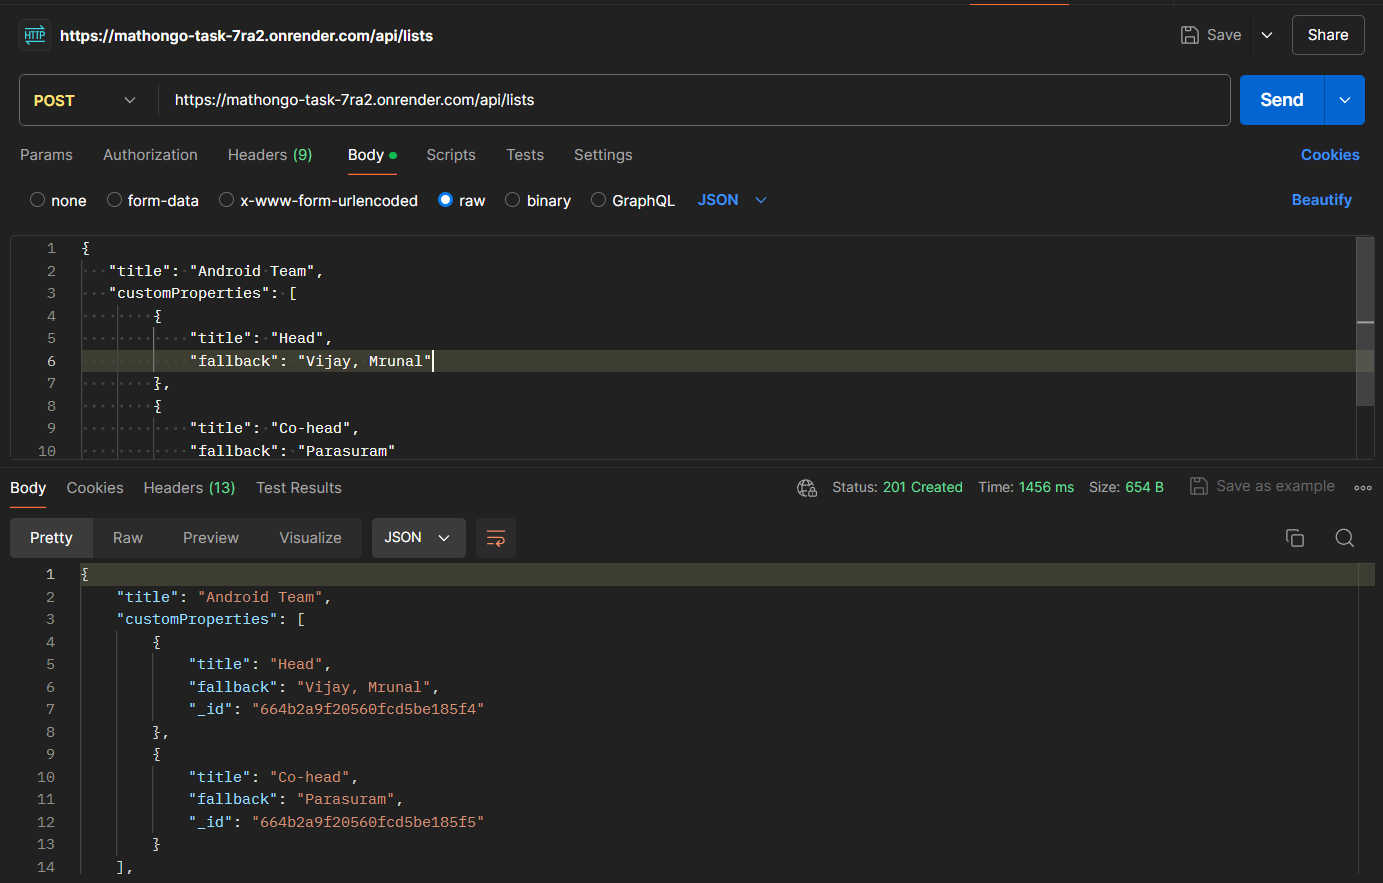 HTTP https://mathongo-task-7ra2.onrender.com/api/lists Save Share
POST https://mathongo-task-7ra2.onrender.com/api/lists Send
Params Authorization Headers (9) Body Scripts Tests Settings Cookies
none form-data x-www-form-urlencoded raw binary GraphQL JSON Beautify
1 {
2 "title": "Android Team",
3 "customProperties": [
4 {
5 "title": "Head",
6 "fallback": "Vijay, Mrunal"
7 },
8 {
9 "title": "Co-head",
10 "fallback": "Parasuram"
Body Cookies Headers (13) Test Results Status: 201 Created Time: 1456 ms Size: 654 B Save as example
Pretty Raw Preview Visualize JSON
1 {
2 "title": "Android Team",
3 "customProperties": [
4 {
5 "title": "Head",
6 "fallback": "Vijay, Mrunal",
7 "_id": "664b2a9f20560fcd5be185f4"
8 },
9 {
10 "title": "Co-head",
11 "fallback": "Parasuram",
12 "_id": "664b2a9f20560fcd5be185f5"
13 }
14 ],